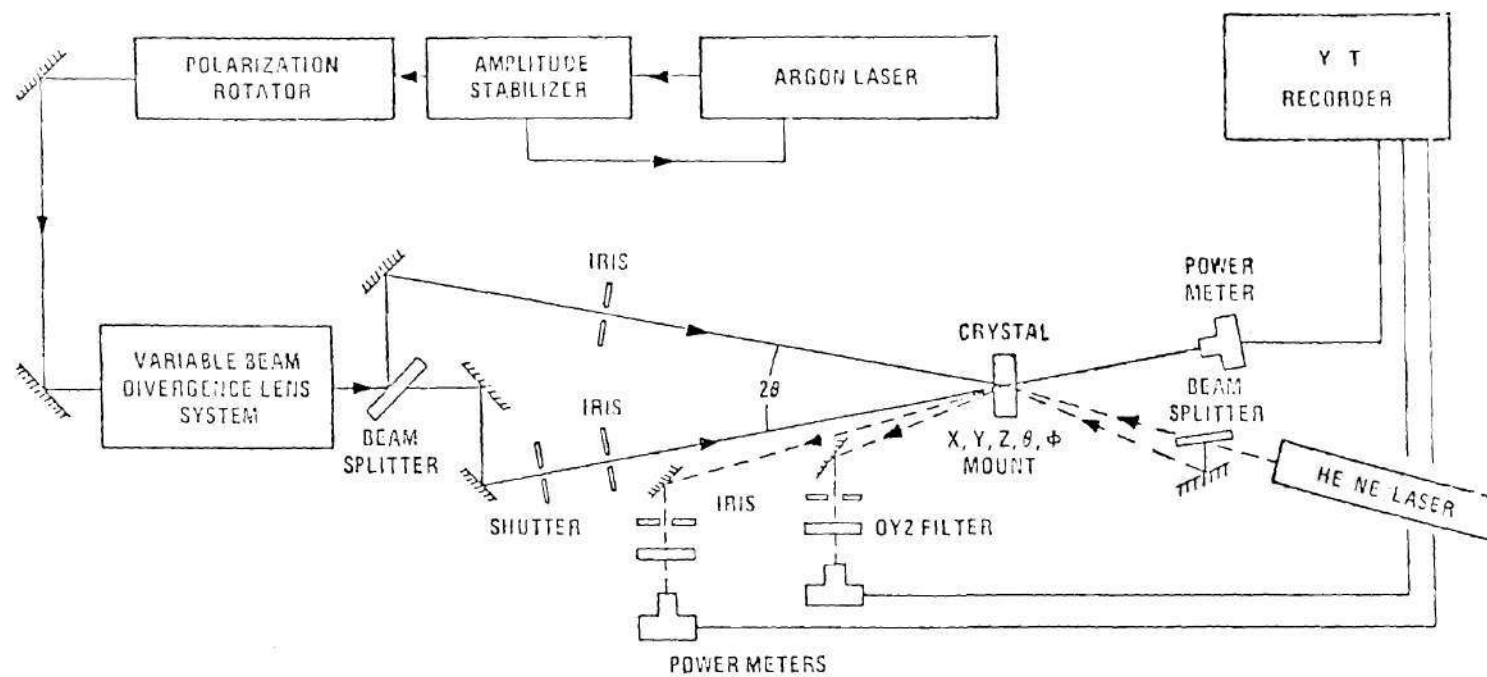 POLARIZATION
ROTATOR
AMPLITUDE
STABILIZER
ARGON LASER
Y T
RECORDER
IRIS
POWER
METER
CRYSTAL
VARIABLE BEAM
DIVERGENCE LENS
SYSTEM
2θ
BEAM
SPLITTER
IRIS
BEAM
SPLITTER
X, Y, Z, θ, Φ
MOUNT
HE NE LASER
SHUTTER
IRIS
OY2 FILTER
POWER METERS